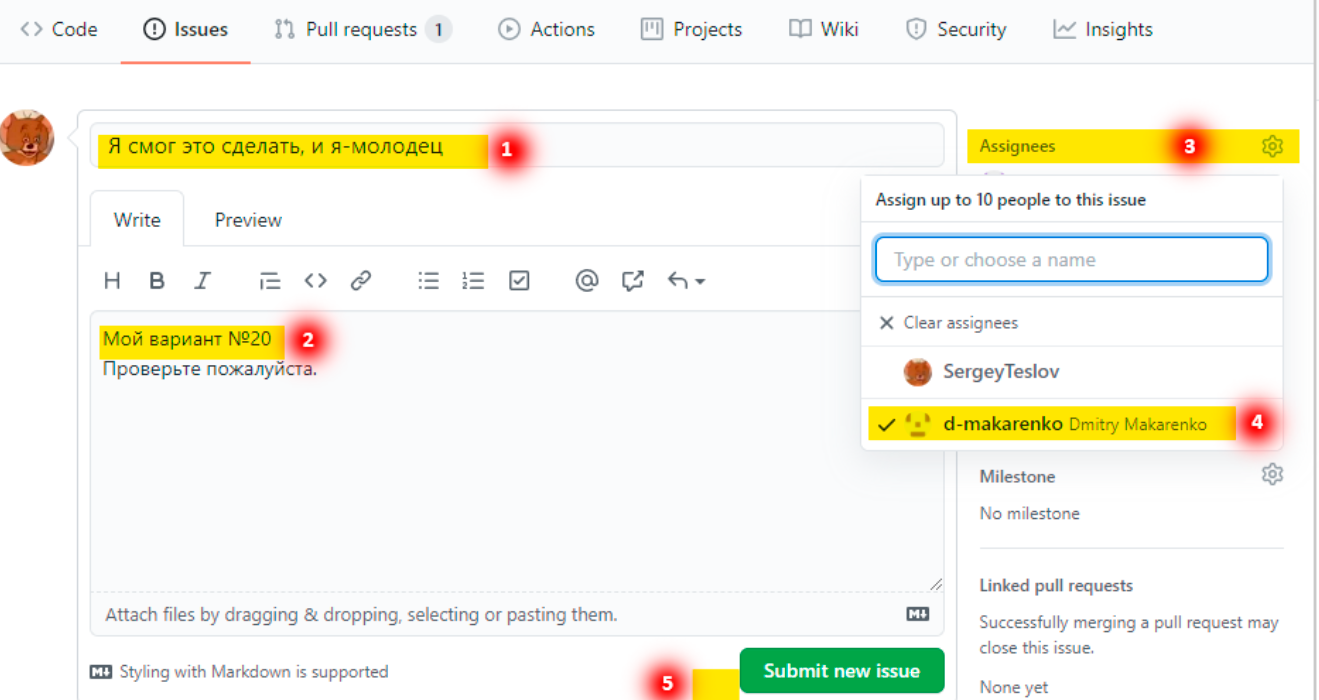 Code Issues Pull requests 1 Actions Projects Wiki Security Insights
Я смог это сделать, и я-молодец 1
Write Preview
H B I
Мой вариант №20 2
Проверьте пожалуйста.
Attach files by dragging & dropping, selecting or pasting them.
Styling with Markdown is supported
5 Submit new issue
Assignees 3
Assign up to 10 people to this issue
Type or choose a name
Clear assignees
SergeyTeslov
d-makarenko Dmitry Makarenko 4
Milestone
No milestone
Linked pull requests
Successfully merging a pull request may
close this issue.
None yet